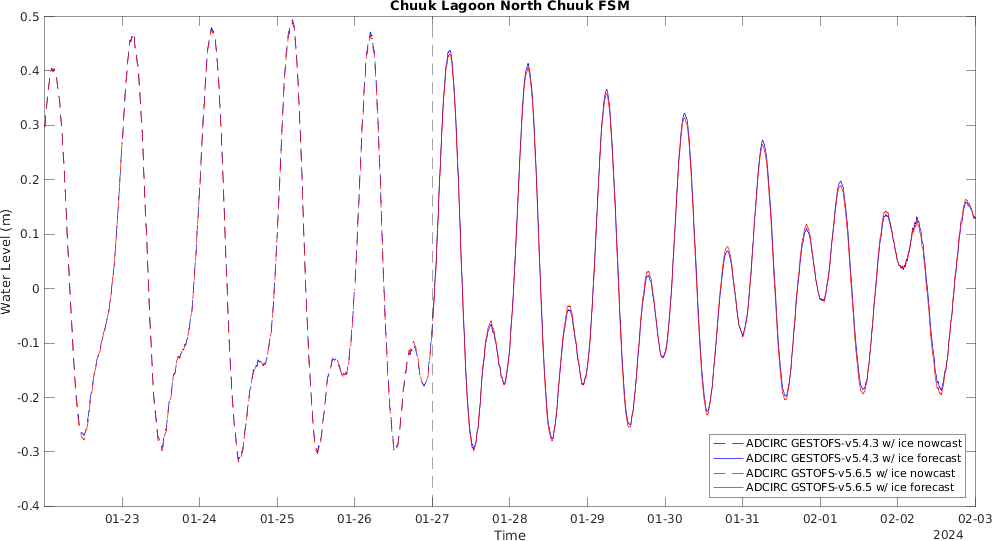 Chuuk Lagoon North Chuuk FSM
0.5
0.4
0.3
0.2
0.1
0
-0.1
-0.2
-0.3
-0.4
Water Level (m)
ADCIRC GESTOFS-v5.4.3 w/ ice nowcast
ADCIRC GESTOFS-v5.4.3 w/ ice forecast
ADCIRC GSTOFS-v5.6.5 w/ ice nowcast
ADCIRC GSTOFS-v5.6.5 w/ ice forecast
01-23 01-24 01-25 01-26 01-27 01-28 01-29 01-30 01-31 02-01 02-02 02-03
Time
2024